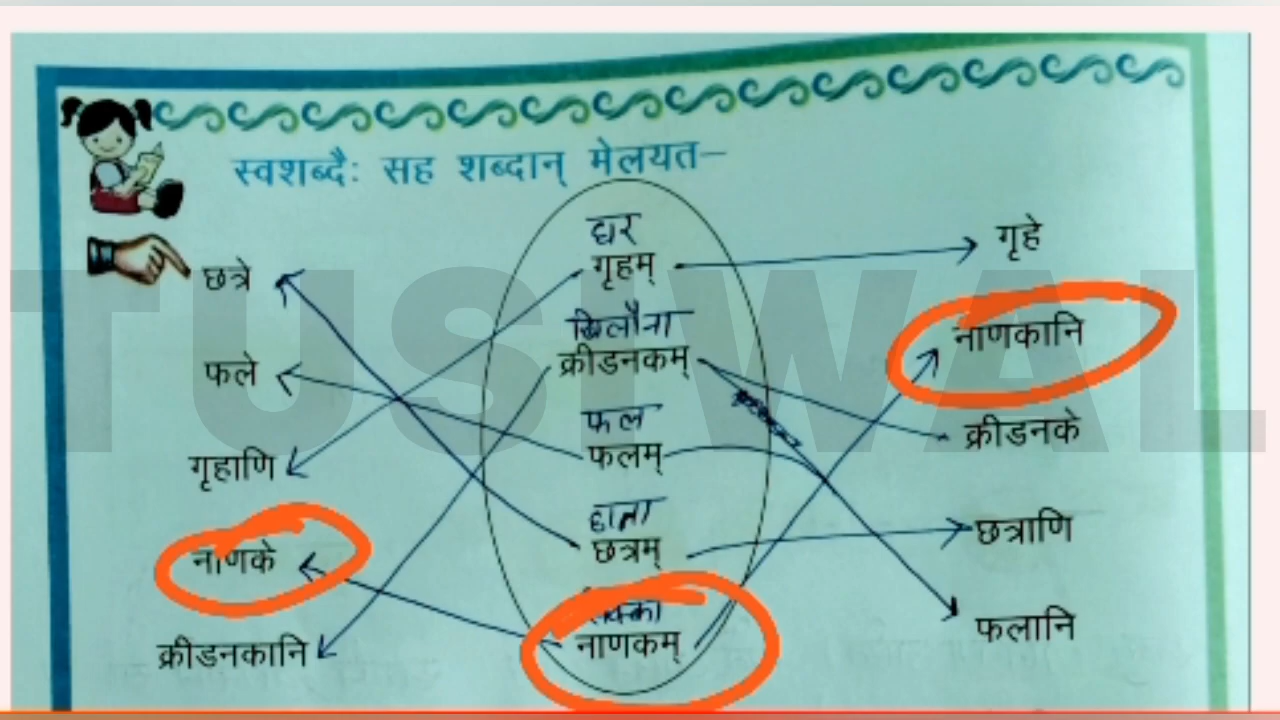 स्वशब्दैः सह शब्दान् मेलयत–
घर
छत्रे गृहम् गृहे
खिलौना
फले क्रीडनकम् नाणकानि
फल
गृहाणि फलम् क्रीडनके
छाता
नाणके छत्रम् छत्राणि
क्रीडनकानि नाणकम् फलानि
TUSIWAL